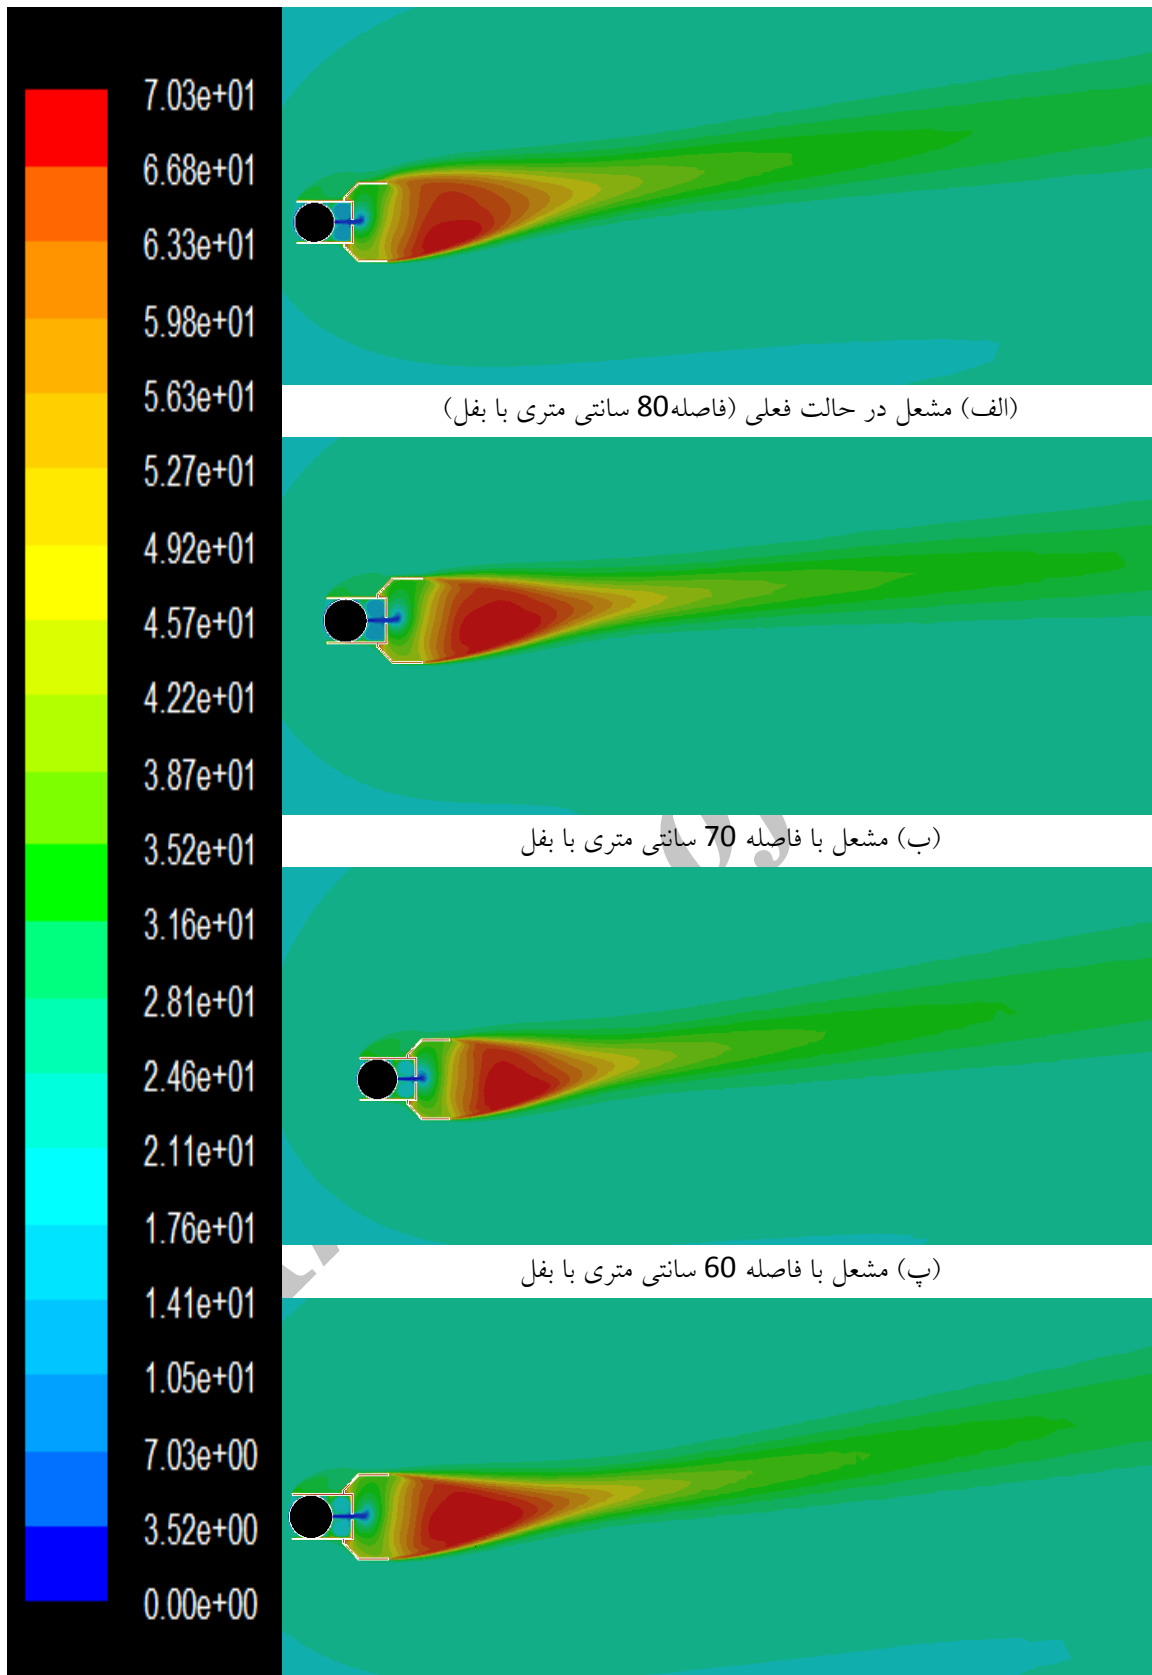 7.03e+01
6.68e+01
6.33e+01
5.98e+01
5.63e+01
5.27e+01
4.92e+01
4.57e+01
4.22e+01
3.87e+01
3.52e+01
3.16e+01
2.81e+01
2.46e+01
2.11e+01
1.76e+01
1.41e+01
1.05e+01
7.03e+00
3.52e+00
0.00e+00
(الف) مشعل در حالت فعلی (فاصله80 سانتی متری با بفل)
(ب) مشعل با فاصله 70 سانتی متری با بفل
(پ) مشعل با فاصله 60 سانتی متری با بفل